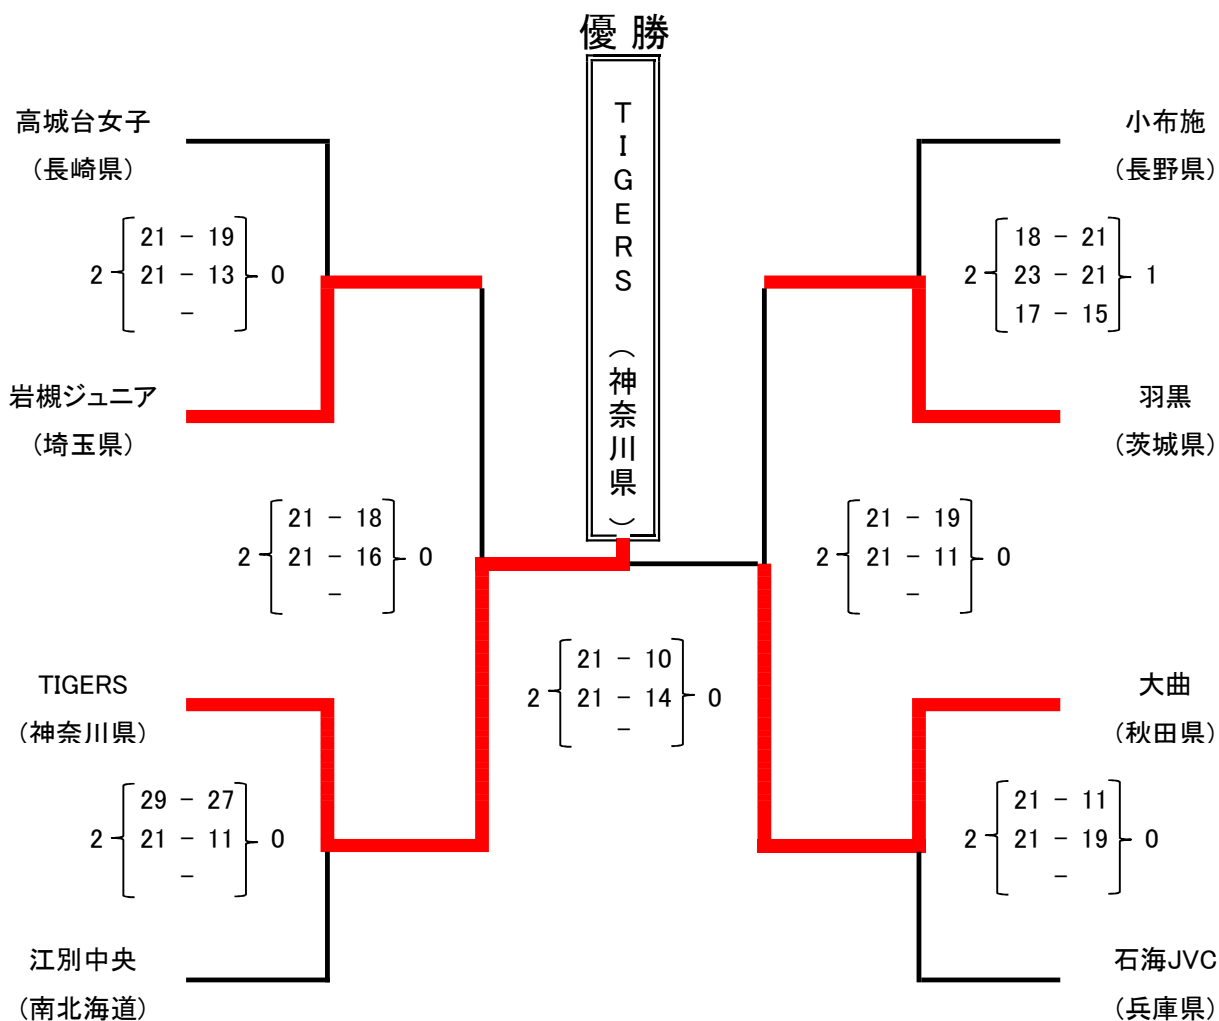 優勝
TIGERS（神奈川県）
高城台女子
（長崎県）
2 21 - 19 0
21 - 13
-
岩槻ジュニア
（埼玉県）
2 21 - 18 0
21 - 16
-
TIGERS
（神奈川県）
2 29 - 27 0
21 - 11
-
江別中央
（南北海道）
2 21 - 10 0
21 - 14
-
小布施
（長野県）
18 - 21
2 23 - 21 1
17 - 15
羽黒
（茨城県）
2 21 - 19 0
21 - 11
-
大曲
（秋田県）
2 21 - 11 0
21 - 19
-
石海JVC
（兵庫県）